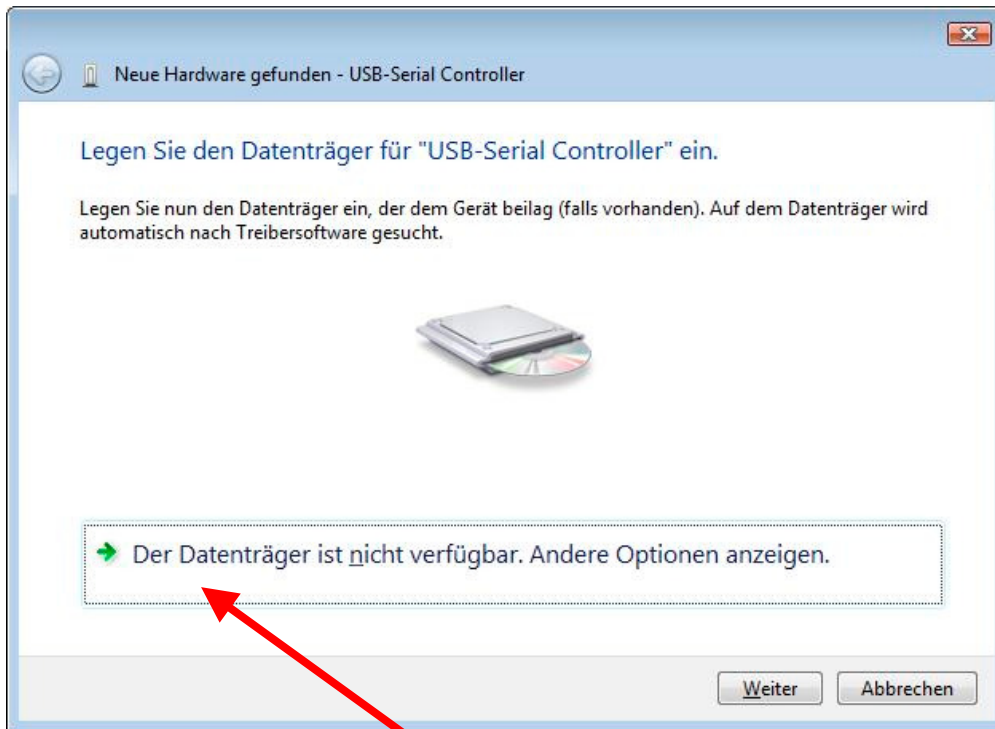 Neue Hardware gefunden - USB-Serial Controller
Legen Sie den Datenträger für "USB-Serial Controller" ein.
Legen Sie nun den Datenträger ein, der dem Gerät beilag (falls vorhanden). Auf dem Datenträger wird
automatisch nach Treibersoftware gesucht.
Der Datenträger ist nicht verfügbar. Andere Optionen anzeigen.
Weiter Abbrechen